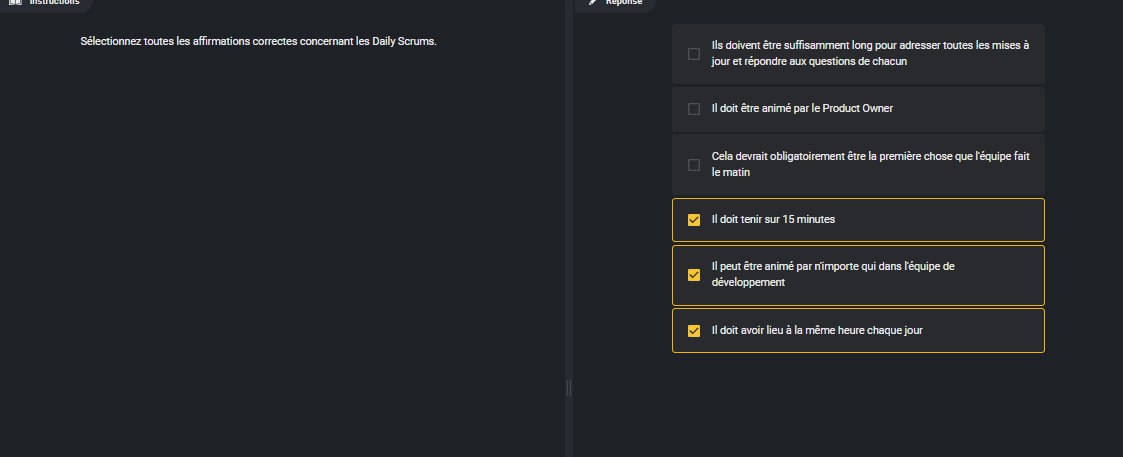 Instructions
Réponse
Sélectionnez toutes les affirmations correctes concernant les Daily Scrums.
Ils doivent être suffisamment long pour adresser toutes les mises à
jour et répondre aux questions de chacun
Il doit être animé par le Product Owner
Cela devrait obligatoirement être la première chose que l'équipe fait
le matin
Il doit tenir sur 15 minutes
Il peut être animé par n'importe qui dans l'équipe de
développement
Il doit avoir lieu à la même heure chaque jour